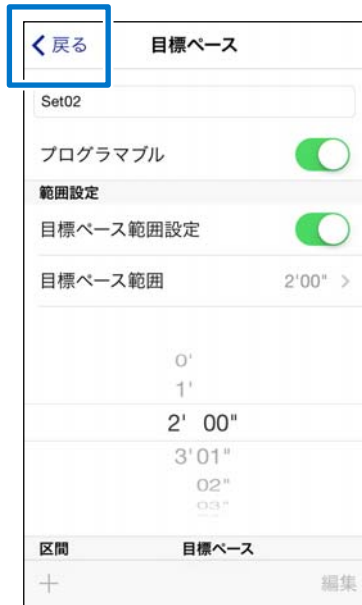 戻る 目標ペース
Set02
プログラマブル
範囲設定
目標ペース範囲設定
目標ペース範囲 2'00" >
0'
1'
2' 00"
3' 01"
02"
03"
区間 目標ペース
+ 編集